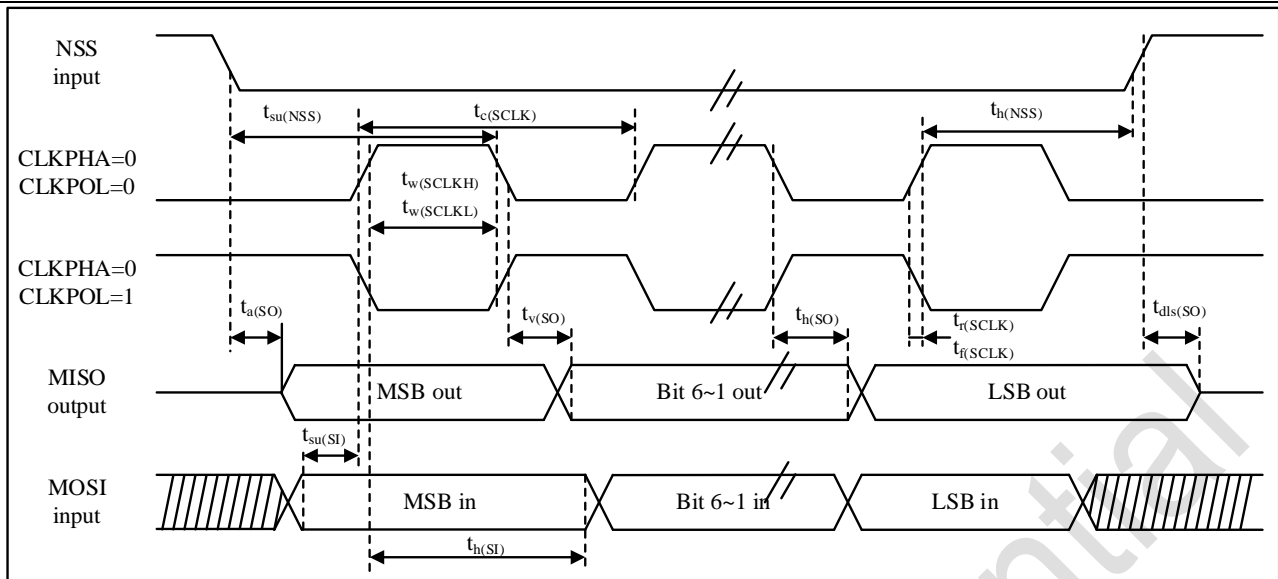 NSS
input
tsu(NSS)
tc(SCLK)
th(NSS)
CLKPHA=0
CLKPOL=0
tw(SCLKH)
tw(SCLKL)
CLKPHA=0
CLKPOL=1
ta(SO)
tv(SO)
th(SO)
tr(SCLK)
tf(SCLK)
tdls(SO)
MISO
output
MSB out
Bit 6~1 out
LSB out
tsu(SI)
MOSI
input
MSB in
Bit 6~1 in
LSB in
th(SI)
ntial